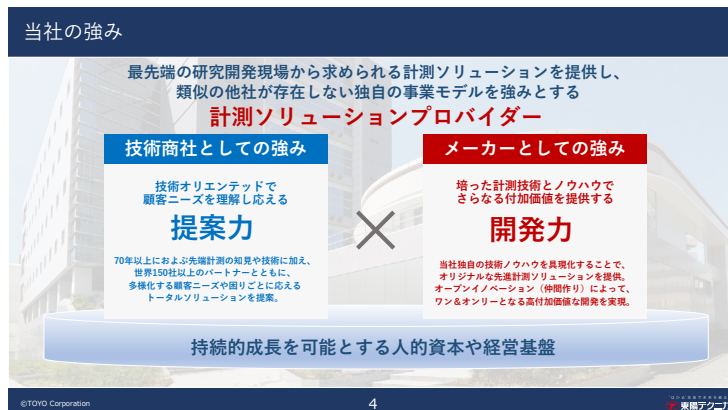 当社の強み
最先端の研究開発現場から求められる計測ソリューションを提供し、
類似の他社が存在しない独自の事業モデルを強みとする
計測ソリューションプロバイダー
技術商社としての強み
技術オリエンテッドで
顧客ニーズを理解し応える
提案力
70年以上におよぶ先端計測の知見や技術に加え、
世界150社以上のパートナーとともに、
多様化する顧客ニーズや困りごとに応える
トータルソリューションを提案。
×
メーカーとしての強み
培った計測技術とノウハウで
さらなる付加価値を提供する
開発力
当社独自の技術ノウハウを具現化することで、
オリジナルな先進計測ソリューションを提供。
オープンイノベーション（仲間作り）によって、
ワン＆オンリーとなる高付加価値な開発を実現。
持続的成長を可能とする人的資本や経営基盤
©TOYO Corporation
4
東陽テクニカ